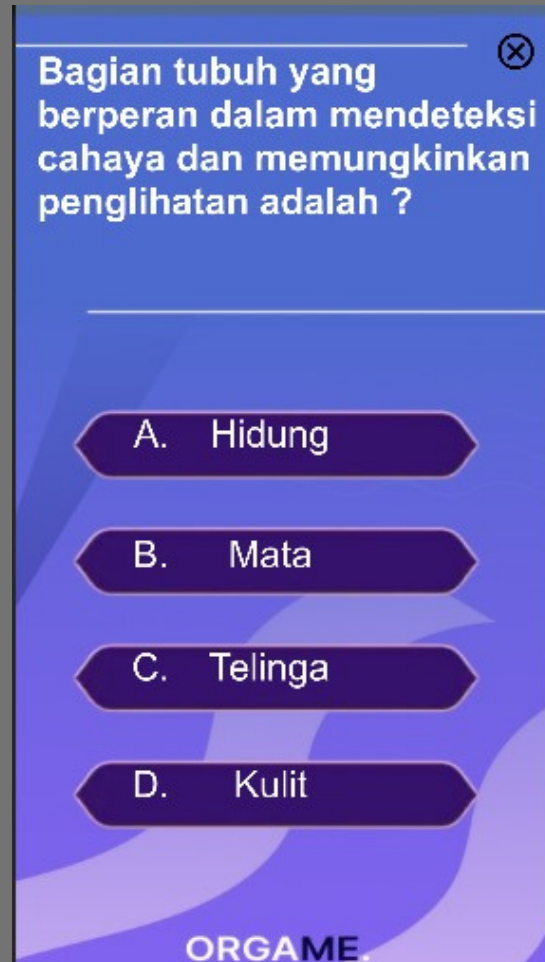 Bagian tubuh yang
berperan dalam mendeteksi
cahaya dan memungkinkan
penglihatan adalah ?
A. Hidung
B. Mata
C. Telinga
D. Kulit
ORGAME.